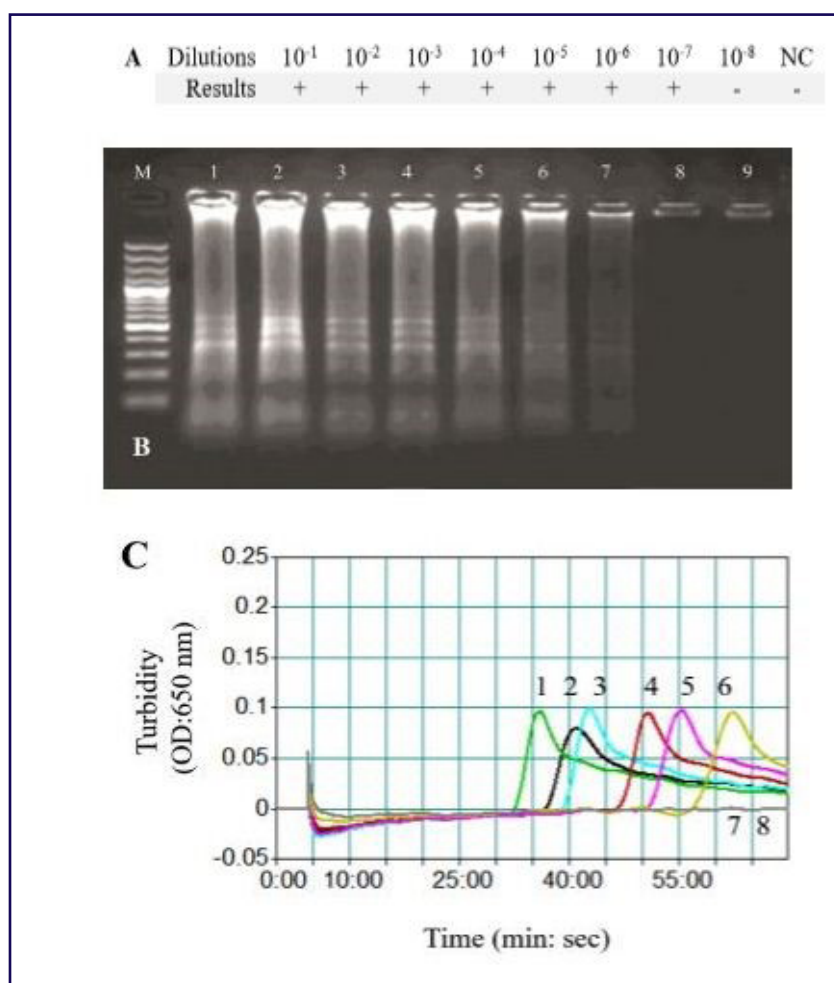 A Dilutions 10⁻¹ 10⁻² 10⁻³ 10⁻⁴ 10⁻⁵ 10⁻⁶ 10⁻⁷ 10⁻⁸ NC
Results + + + + + + + - -
M 1 2 3 4 5 6 7 8 9
B
C
0.25
0.2
0.15
0.1
0.05
0
-0.05
Turbidity
(OD:650 nm)
1 2 3 4 5 6
7 8
0:00 10:00 25:00 40:00 55:00
Time (min: sec)